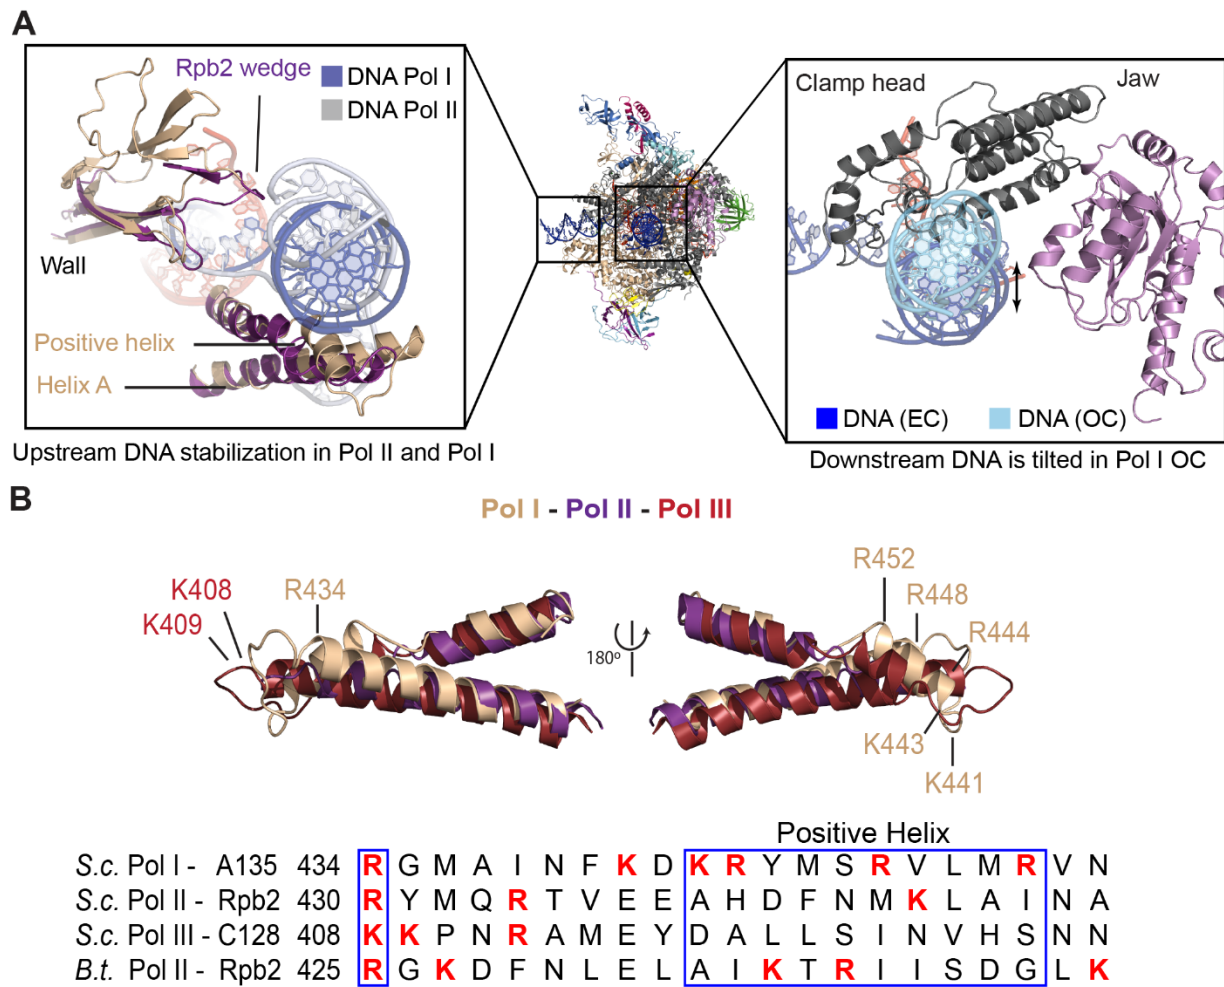 A
Rpb2 wedge
DNA Pol I
DNA Pol II
Wall
Positive helix
Helix A
Upstream DNA stabilization in Pol II and Pol I
Clamp head
Jaw
DNA (EC)
DNA (OC)
Downstream DNA is tilted in Pol I OC
B
Pol I - Pol II - Pol III
K408
K409
R434
180º
R452
R448
R444
K443
K441
Positive Helix
S.c. Pol I - A135 434 R G M A I N F K D K R Y M S R V L M R V N
S.c. Pol II - Rpb2 430 R Y M Q R T V E E A H D F N M K L A I N A
S.c. Pol III - C128 408 K K P N R A M E Y D A L L S I N V H S N N
B.t. Pol II - Rpb2 425 R G K D F N L E L A I K T R I I S D G L K